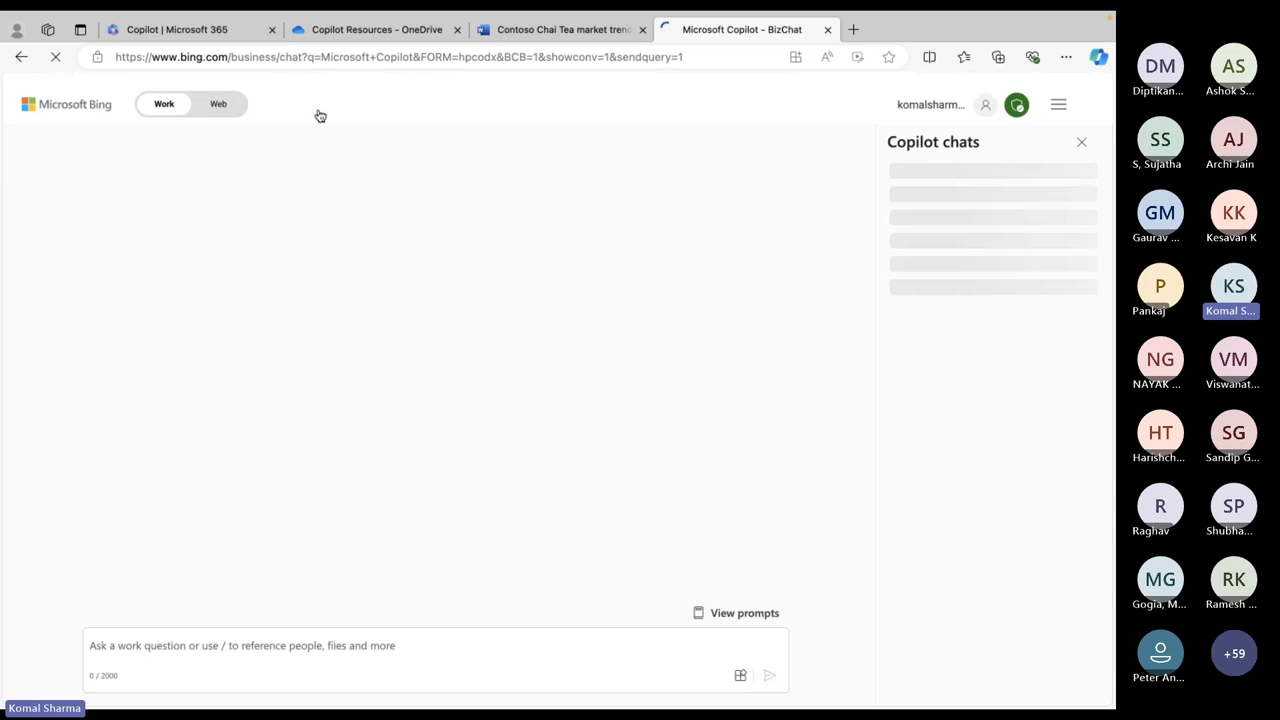 Copilot | Microsoft 365
Copilot Resources - OneDrive
Contoso Chai Tea market trend
Microsoft Copilot - BizChat
https://www.bing.com/business/chat?q=Microsoft+Copilot&FORM=hpcodx&BCB=1&showconv=1&sendquery=1
Microsoft Bing
Work
Web
komalsharm...
Copilot chats
View prompts
Ask a work question or use / to reference people, files and more
0 / 2000
Komal Sharma
DM
Diptikan...
AS
Ashok S...
SS
S, Sujatha
AJ
Archi Jain
GM
Gaurav ...
KK
Kesavan K
P
Pankaj
KS
Komal S...
NG
NAYAK ...
VM
Viswanat...
HT
Harishch...
SG
Sandip G...
R
Raghav
SP
Shubha...
MG
Gogia, M...
RK
Ramesh ...
Peter An...
+59